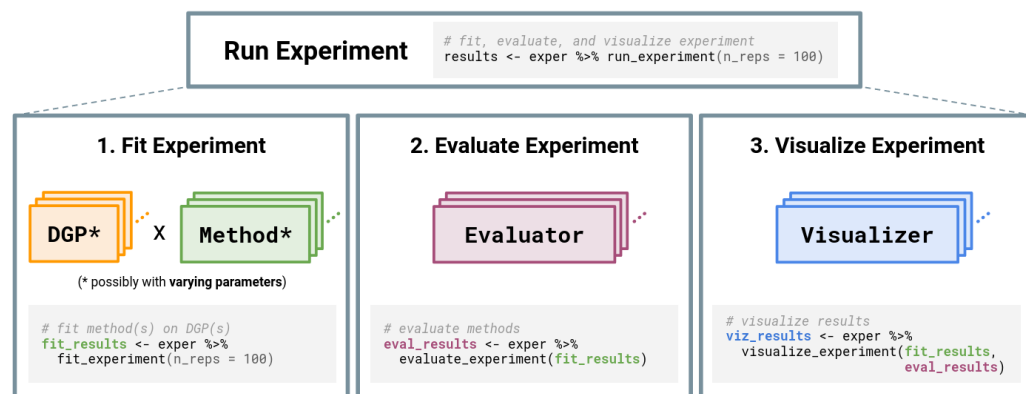 Run Experiment
# fit, evaluate, and visualize experiment
results <- exper %>% run_experiment(n_reps = 100)
1. Fit Experiment
DGP* x Method*
(* possibly with varying parameters)
# fit method(s) on DGP(s)
fit_results <- exper %>%
fit_experiment(n_reps = 100)
2. Evaluate Experiment
Evaluator
# evaluate methods
eval_results <- exper %>%
evaluate_experiment(fit_results)
3. Visualize Experiment
Visualizer
# visualize results
viz_results <- exper %>%
visualize_experiment(fit_results,
eval_results)